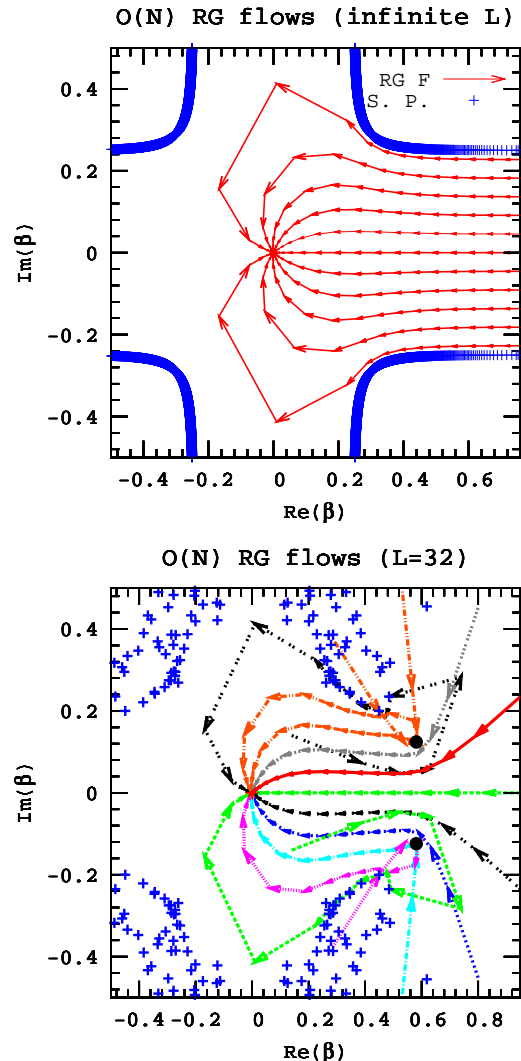 O(N) RG flows (infinite L)
RG F
S. P.
0.4
0.2
0
-0.2
-0.4
Im(β)
-0.4 -0.2 0 0.2 0.4 0.6
Re(β)
O(N) RG flows (L=32)
0.4
0.2
0
-0.2
-0.4
Im(β)
-0.4 -0.2 0 0.2 0.4 0.6 0.8
Re(β)